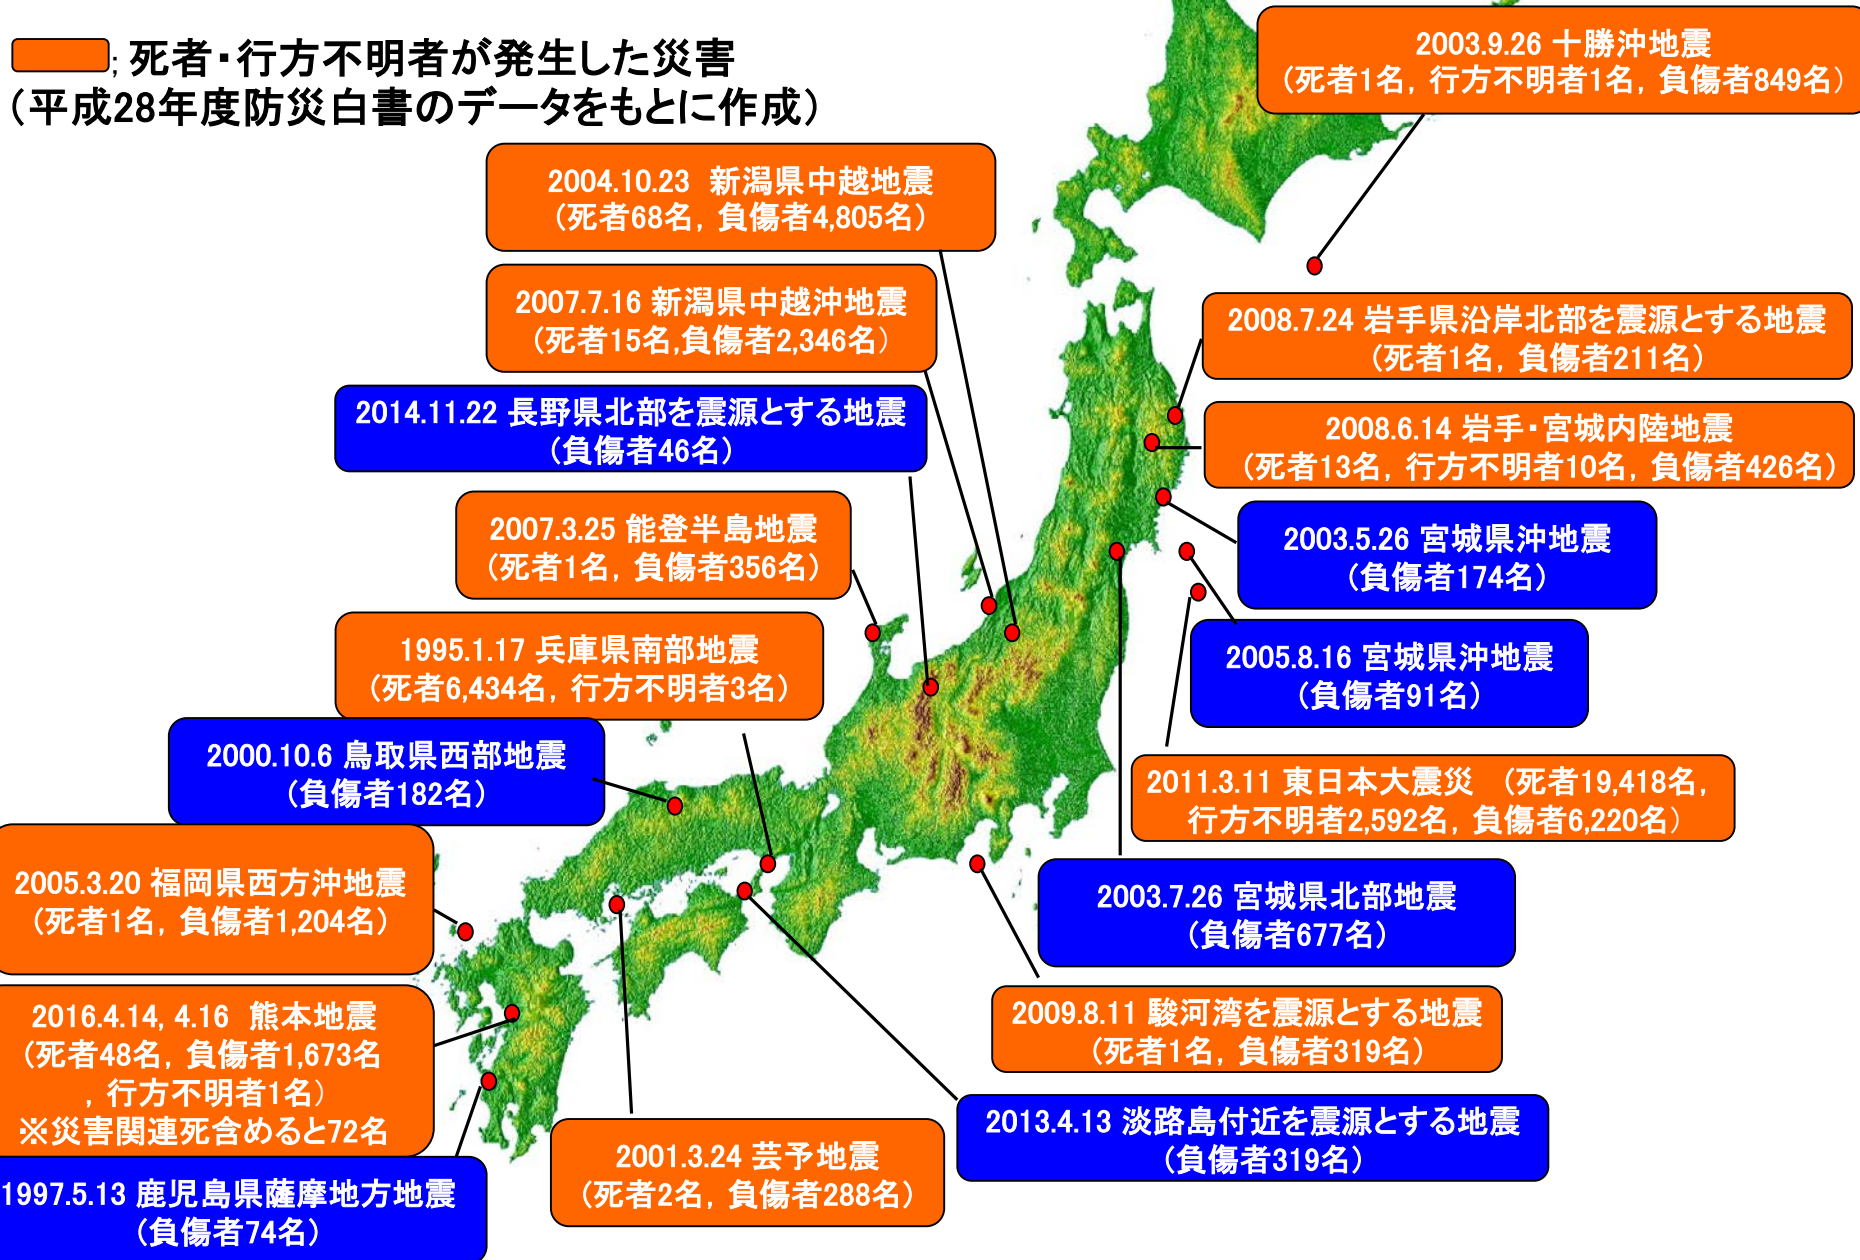 ; 死者・行方不明者が発生した災害
（平成28年度防災白書のデータをもとに作成）
2003.9.26 十勝沖地震
（死者1名，行方不明者1名，負傷者849名）
2004.10.23 新潟県中越地震
（死者68名，負傷者4,805名）
2007.7.16 新潟県中越沖地震
（死者15名,負傷者2,346名）
2008.7.24 岩手県沿岸北部を震源とする地震
（死者1名，負傷者211名）
2014.11.22 長野県北部を震源とする地震
（負傷者46名）
2008.6.14 岩手・宮城内陸地震
（死者13名，行方不明者10名，負傷者426名）
2007.3.25 能登半島地震
（死者1名，負傷者356名）
2003.5.26 宮城県沖地震
（負傷者174名）
1995.1.17 兵庫県南部地震
（死者6,434名，行方不明者3名）
2005.8.16 宮城県沖地震
（負傷者91名）
2000.10.6 鳥取県西部地震
（負傷者182名）
2011.3.11 東日本大震災　（死者19,418名，
行方不明者2,592名，負傷者6,220名）
2005.3.20 福岡県西方沖地震
（死者1名，負傷者1,204名）
2003.7.26 宮城県北部地震
（負傷者677名）
2016.4.14, 4.16 熊本地震
（死者48名，負傷者1,673名
，行方不明者1名）
※災害関連死含めると72名
2009.8.11 駿河湾を震源とする地震
（死者1名，負傷者319名）
2013.4.13 淡路島付近を震源とする地震
（負傷者319名）
2001.3.24 芸予地震
（死者2名，負傷者288名）
1997.5.13 鹿児島県薩摩地方地震
（負傷者74名）